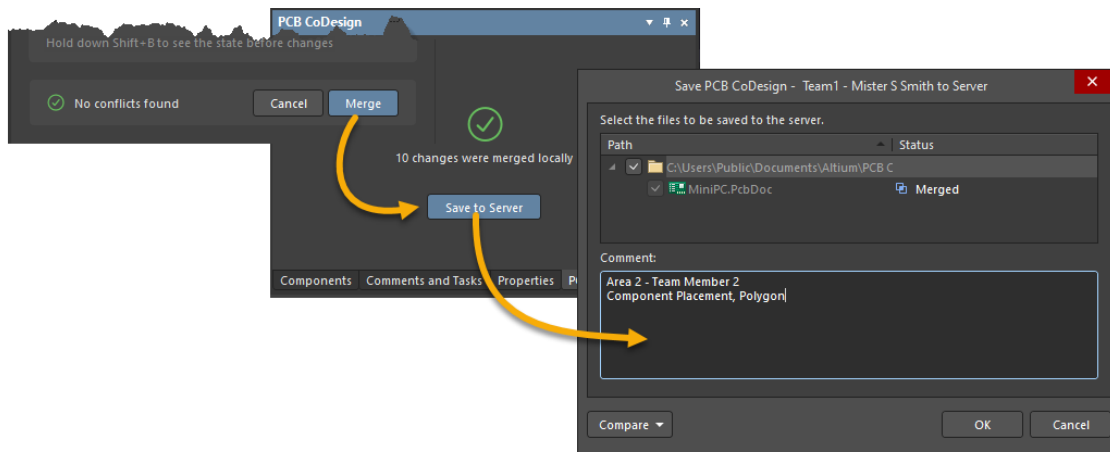 PCB CoDesign
Hold down Shift+B to see the state before changes
No conflicts found
Cancel
Merge
10 changes were merged locally
Save to Server
Components
Comments and Tasks
Properties
Save PCB CoDesign - Team1 - Mister S Smith to Server
Select the files to be saved to the server.
Path
Status
C:\Users\Public\Documents\Altium\PCB C
MiniPC.PcbDoc
Merged
Comment:
Area 2 - Team Member 2
Component Placement, Polygon
Compare
OK
Cancel